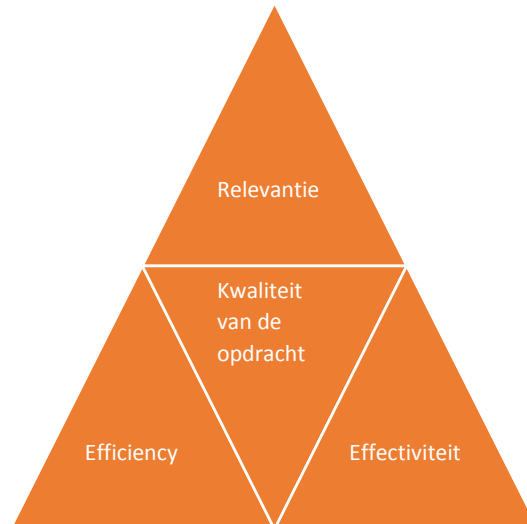 Relevantie
Kwaliteit
van de
opdracht
Efficiency
Effectiviteit